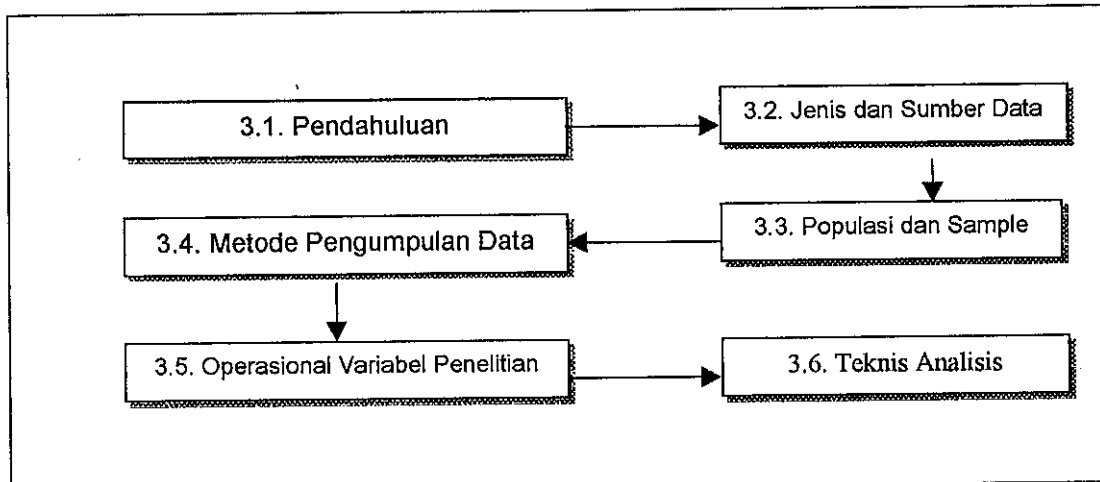 3.1. Pendahuluan
3.2. Jenis dan Sumber Data
3.3. Populasi dan Sample
3.4. Metode Pengumpulan Data
3.5. Operasional Variabel Penelitian
3.6. Teknis Analisis